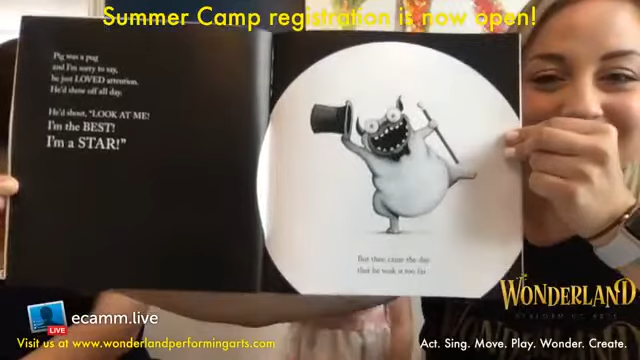 Summer Camp registration is now open!
Pig was a pug
and I'm sorry to say,
he just LOVED attention.
He'd show off all day.
He'd shout, "LOOK AT ME!
I'm the BEST!
I'm a STAR!"
But then came the day
that he took it too far.
ecamm.live
LIVE
Visit us at www.wonderlandperformingarts.com
WONDERLAND
PERFORMING ARTS
Act. Sing. Move. Play. Wonder. Create.